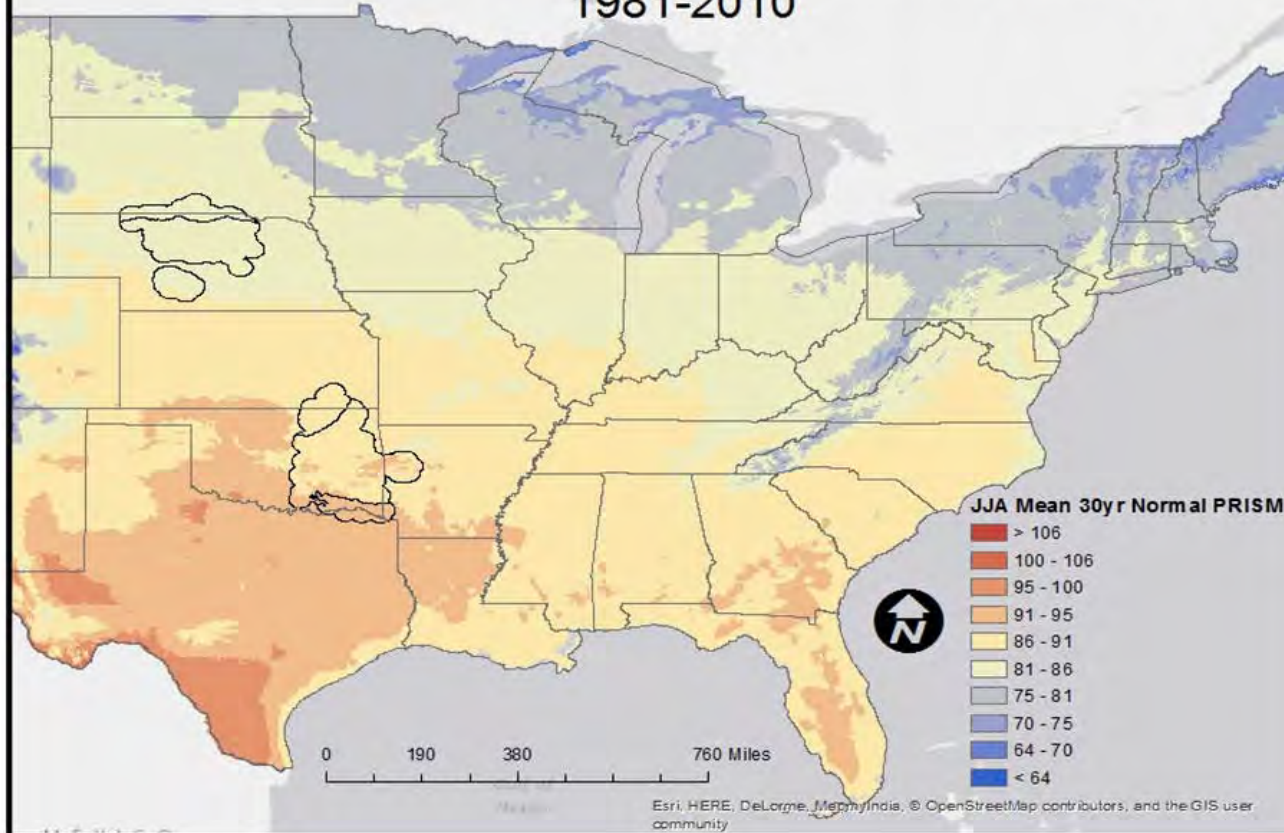 1981-2010
JJA Mean 30yr Normal PRISM
> 106
100 - 106
95 - 100
91 - 95
86 - 91
81 - 86
75 - 81
70 - 75
64 - 70
< 64
N
0 190 380 760 Miles
Esri, HERE, DeLorme, MapmyIndia, © OpenStreetMap contributors, and the GIS user
community